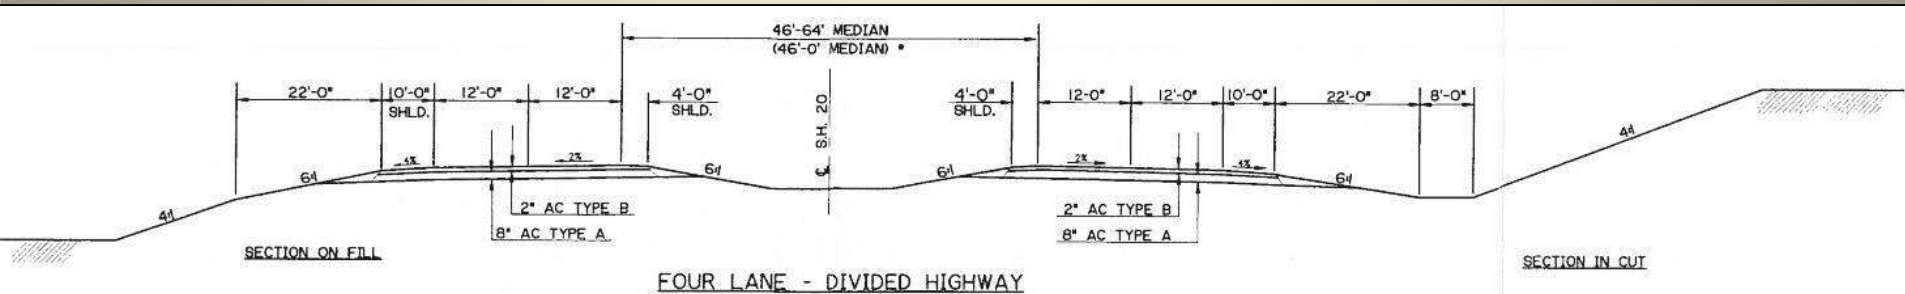 46'-64' MEDIAN
(46'-0" MEDIAN) *
22'-0" 10'-0" 12'-0" 12'-0" 4'-0" 4'-0" 12-0" 12'-0" 10'-0" 22'-0" 8'-0"
SHLD. SHLD. SHLD.
℄ S.H. 20
4:1 6:1 4% 2% 6:1 6:1 2% 4% 6:1 4:1
2" AC TYPE B 2" AC TYPE B
8" AC TYPE A 8" AC TYPE A
SECTION ON FILL
SECTION IN CUT
FOUR LANE - DIVIDED HIGHWAY